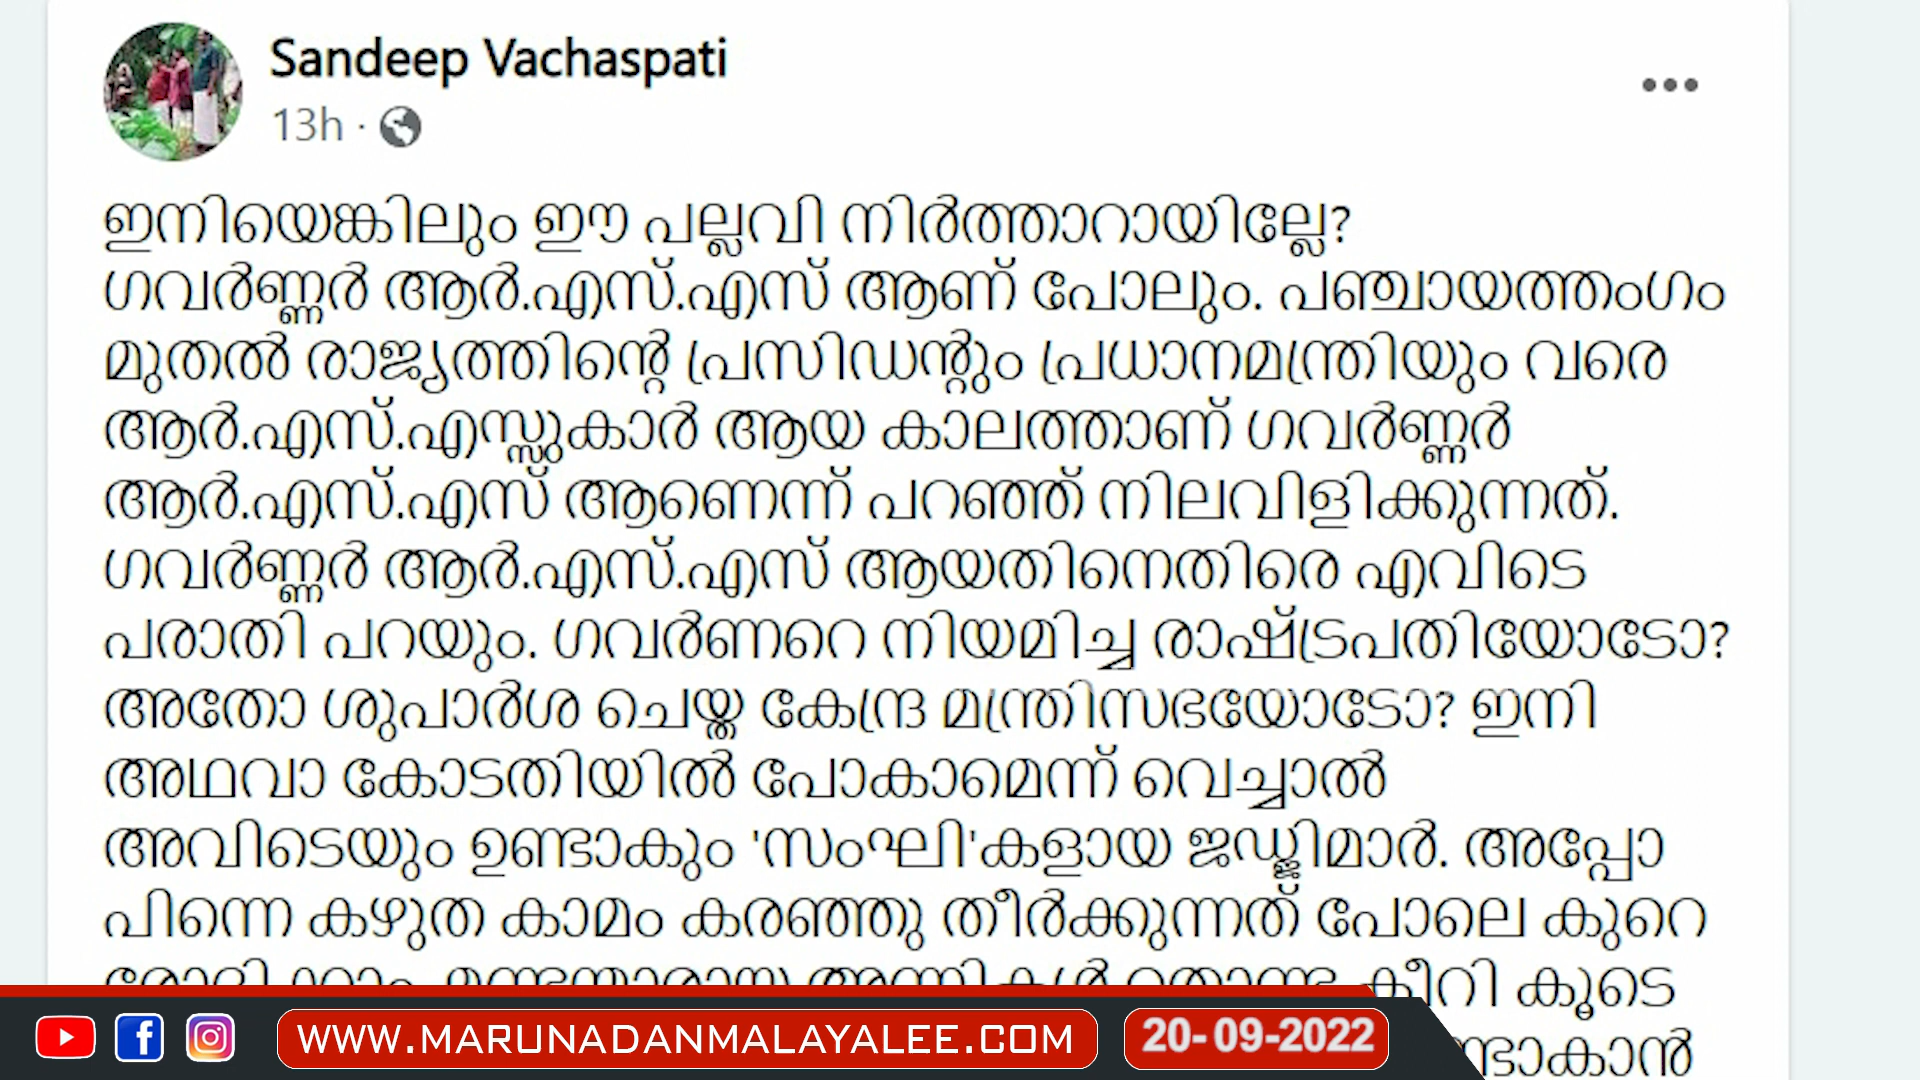 Sandeep Vachaspati
13h ·
ഇനിയെങ്കിലും ഈ പല്ലവി നിർത്താറായില്ലേ?
ഗവർണ്ണർ ആർ.എസ്.എസ് ആണ് പോലും. പഞ്ചായത്തംഗം
മുതൽ രാജ്യത്തിന്റെ പ്രസിഡന്റും പ്രധാനമന്ത്രിയും വരെ
ആർ.എസ്.എസ്സുകാർ ആയ കാലത്താണ് ഗവർണ്ണർ
ആർ.എസ്.എസ് ആണെന്ന് പറഞ്ഞ് നിലവിളിക്കുന്നത്.
ഗവർണ്ണർ ആർ.എസ്.എസ് ആയതിനെതിരെ എവിടെ
പരാതി പറയും. ഗവർണറെ നിയമിച്ച രാഷ്ട്രപതിയോടോ?
അതോ ശുപാർശ ചെയ്ത കേന്ദ്ര മന്ത്രിസഭയോടോ? ഇനി
അഥവാ കോടതിയിൽ പോകാമെന്ന് വെച്ചാൽ
അവിടെയും ഉണ്ടാകും 'സംഘി'കളായ ജഡ്ജിമാർ. അപ്പോ
പിന്നെ കഴുത കാമം കരഞ്ഞു തീർക്കുന്നത് പോലെ കുറെ
കീറി കൂടെ
WWW.MARUNADANMALAYALEE.COM
20-09-2022